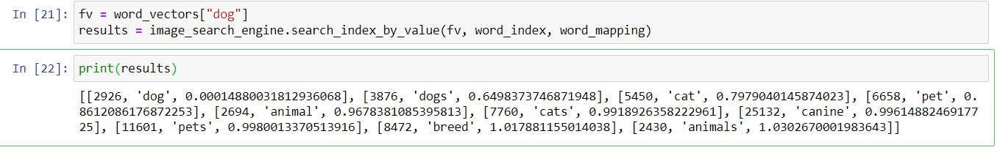 In [21]: fv = word_vectors["dog"]
results = image_search_engine.search_index_by_value(fv, word_index, word_mapping)
In [22]: print(results)
[[2926, 'dog', 0.00014880031812936068], [3876, 'dogs', 0.6498373746871948], [5450, 'cat', 0.7979040145874023], [6658, 'pet', 0.
8612086176872253], [2694, 'animal', 0.9678381085395813], [7760, 'cats', 0.9918926358222961], [25132, 'canine', 0.99614882469177
25], [11601, 'pets', 0.9980013370513916], [8472, 'breed', 1.017881155014038], [2430, 'animals', 1.0302670001983643]]